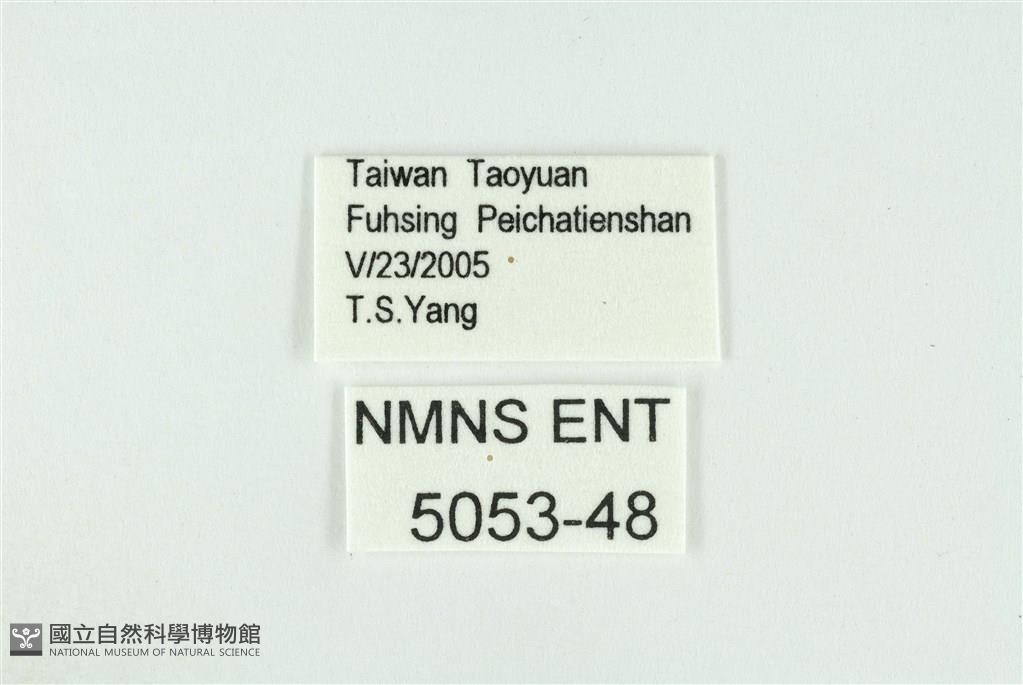 Taiwan Taoyuan
Fuhsing Peichatienshan
V/23/2005
T.S.Yang
NMNS ENT
5053-48
國立自然科學博物館
NATIONAL MUSEUM OF NATURAL SCIENCE